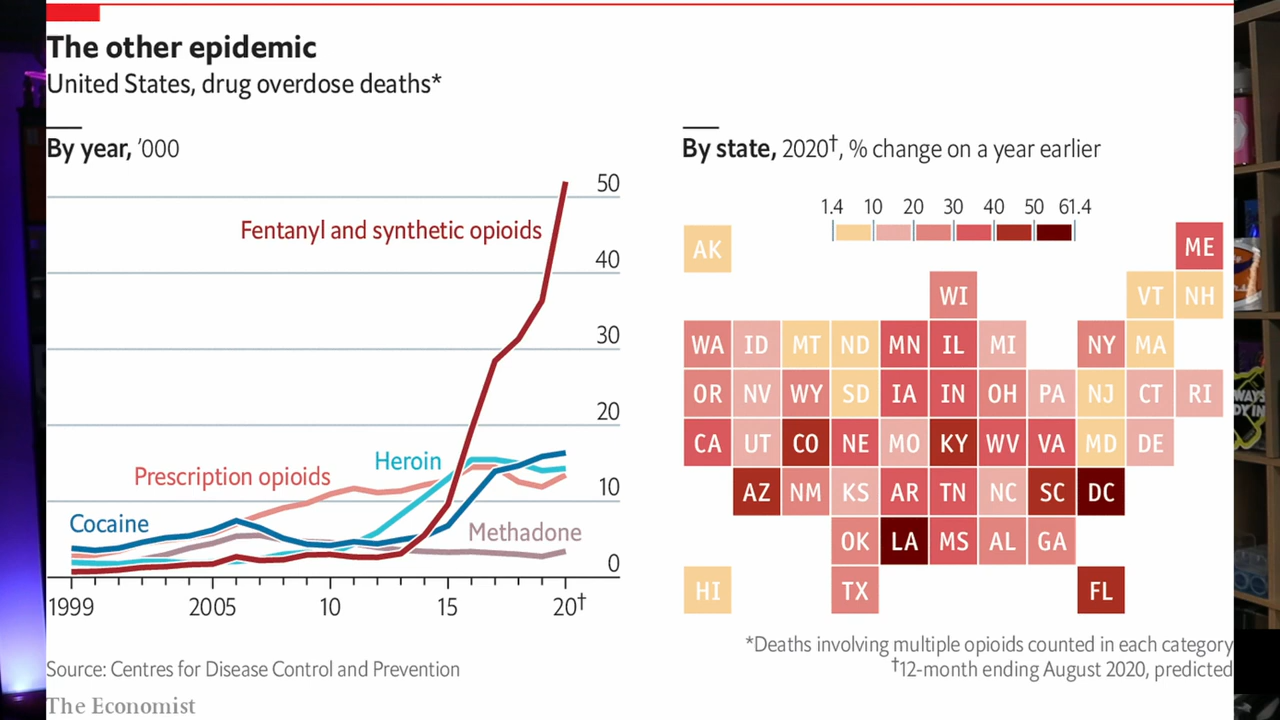 The other epidemic
United States, drug overdose deaths*
By year, ’000
50
40
30
20
10
0
Fentanyl and synthetic opioids
Heroin
Prescription opioids
Cocaine
Methadone
1999 2005 10 15 20†
By state, 2020†, % change on a year earlier
1.4 10 20 30 40 50 61.4
AK ME
WI VT NH
WA ID MT ND MN IL MI NY MA
OR NV WY SD IA IN OH PA NJ CT RI
CA UT CO NE MO KY WV VA MD DE
AZ NM KS AR TN NC SC DC
OK LA MS AL GA
HI TX FL
*Deaths involving multiple opioids counted in each category
†12-month ending August 2020, predicted
Source: Centres for Disease Control and Prevention
The Economist